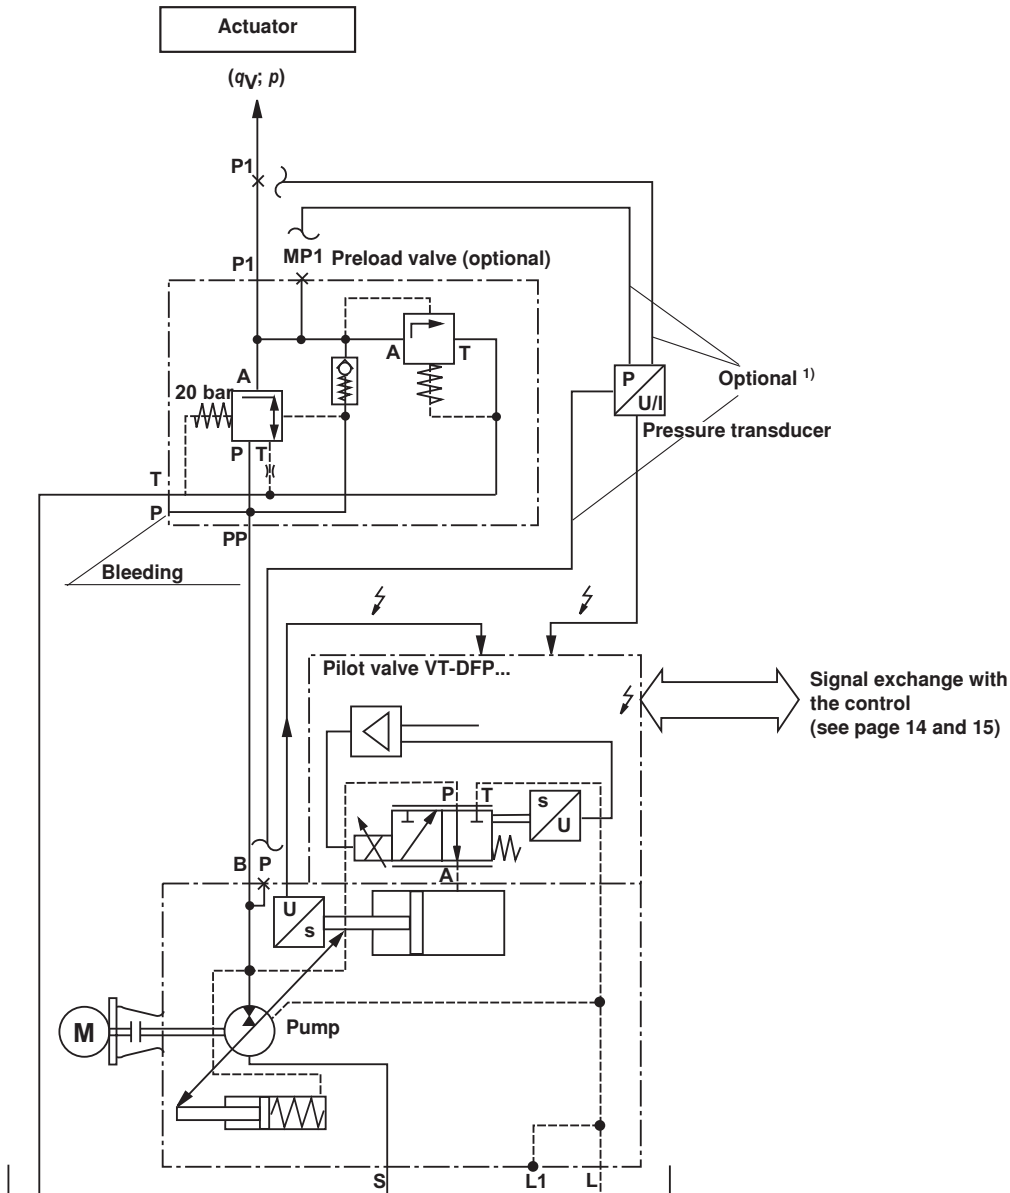 Actuator
(qV; p)
P1
P1
MP1
Preload valve (optional)
A
T
A
20 bar
P
T
T
P
PP
Bleeding
P
U/I
Optional 1)
Pressure transducer
Pilot valve VT-DFP...
Signal exchange with
the control
(see page 14 and 15)
P
T
s
U
A
B
P
U
s
M
Pump
S
L1
L